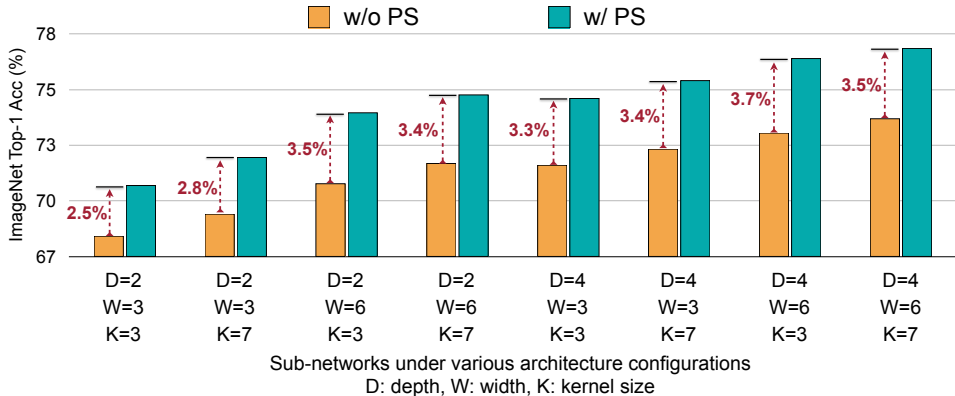 w/o PS
w/ PS
ImageNet Top-1 Acc (%)
78
75
73
70
67
2.5%
2.8%
3.5%
3.4%
3.3%
3.4%
3.7%
3.5%
D=2 D=2 D=2 D=2 D=4 D=4 D=4 D=4
W=3 W=3 W=6 W=6 W=3 W=3 W=6 W=6
K=3 K=7 K=3 K=7 K=3 K=7 K=3 K=7
Sub-networks under various architecture configurations
D: depth, W: width, K: kernel size